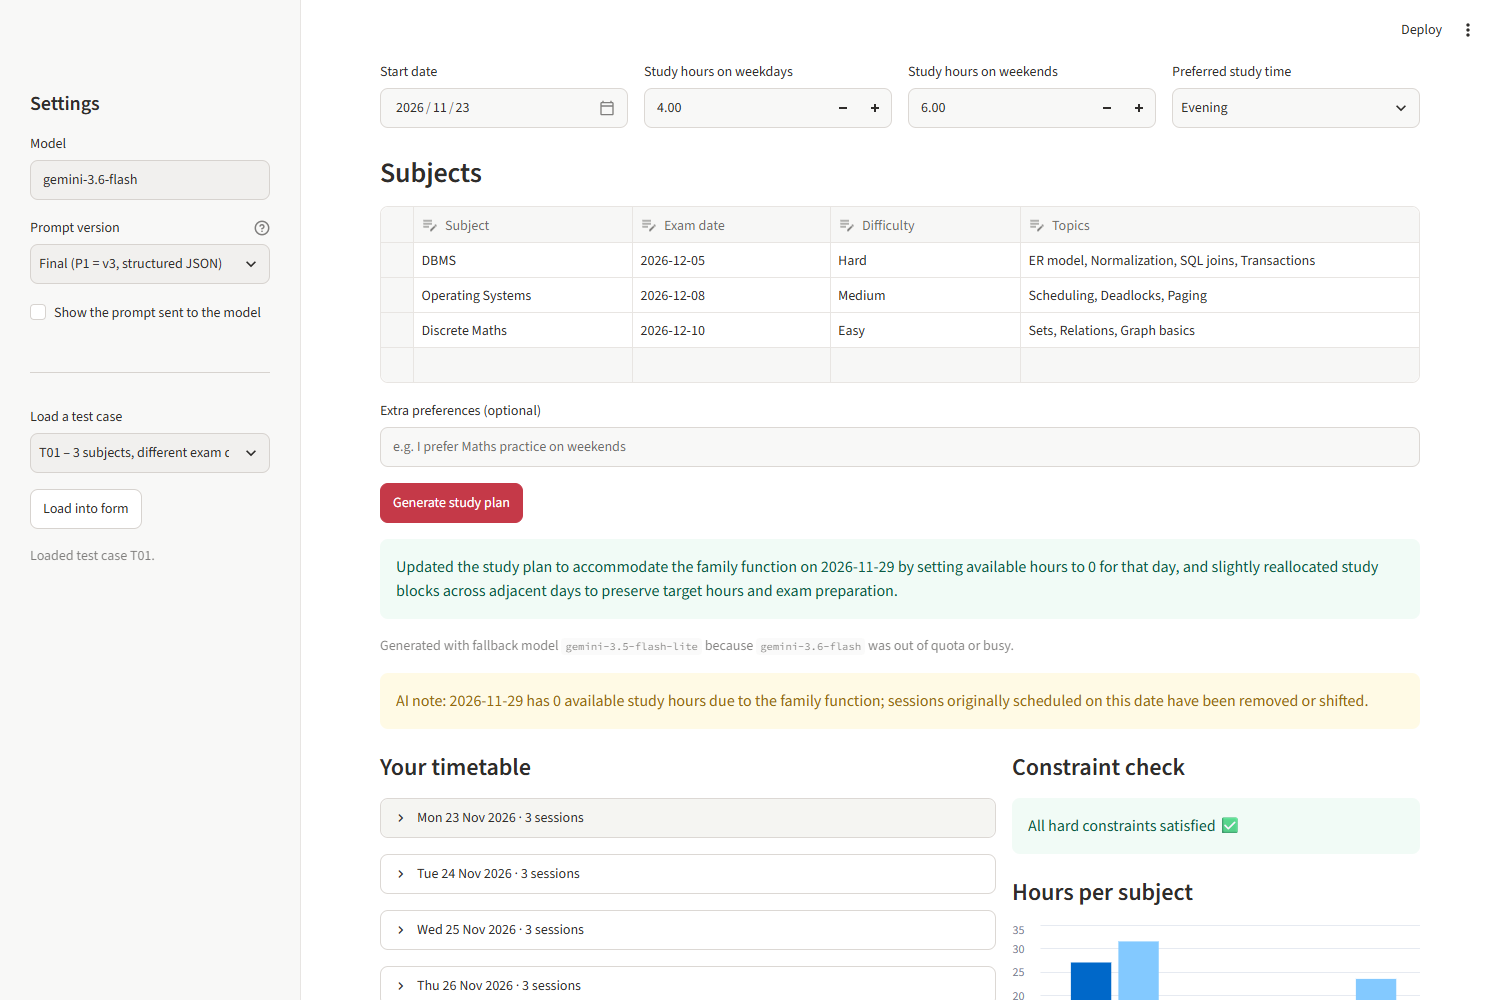 Deploy
Settings
Model
gemini-3.6-flash
Prompt version
Final (P1 = v3, structured JSON)
Show the prompt sent to the model
Load a test case
T01 – 3 subjects, different exam d
Load into form
Loaded test case T01.
Start date
2026 / 11 / 23
Study hours on weekdays
4.00
Study hours on weekends
6.00
Preferred study time
Evening
Subjects
Subject Exam date Difficulty Topics
DBMS 2026-12-05 Hard ER model, Normalization, SQL joins, Transactions
Operating Systems 2026-12-08 Medium Scheduling, Deadlocks, Paging
Discrete Maths 2026-12-10 Easy Sets, Relations, Graph basics
Extra preferences (optional)
e.g. I prefer Maths practice on weekends
Generate study plan
Updated the study plan to accommodate the family function on 2026-11-29 by setting available hours to 0 for that day, and slightly reallocated study
blocks across adjacent days to preserve target hours and exam preparation.
Generated with fallback model gemini-3.5-flash-lite because gemini-3.6-flash was out of quota or busy.
AI note: 2026-11-29 has 0 available study hours due to the family function; sessions originally scheduled on this date have been removed or shifted.
Your timetable
Mon 23 Nov 2026 · 3 sessions
Tue 24 Nov 2026 · 3 sessions
Wed 25 Nov 2026 · 3 sessions
Thu 26 Nov 2026 · 3 sessions
Constraint check
All hard constraints satisfied ✅
Hours per subject
35
30
25
20